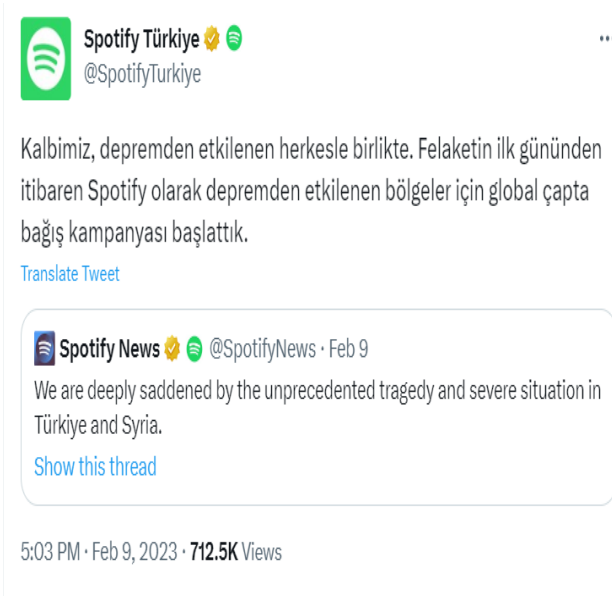 Spotify Türkiye
@SpotifyTurkiye
Kalbimiz, depremden etkilenen herkesle birlikte. Felaketin ilk gününden
itibaren Spotify olarak depremden etkilenen bölgeler için global çapta
bağış kampanyası başlattık.
Translate Tweet
Spotify News @SpotifyNews · Feb 9
We are deeply saddened by the unprecedented tragedy and severe situation in
Türkiye and Syria.
Show this thread
5:03 PM · Feb 9, 2023 · 712.5K Views